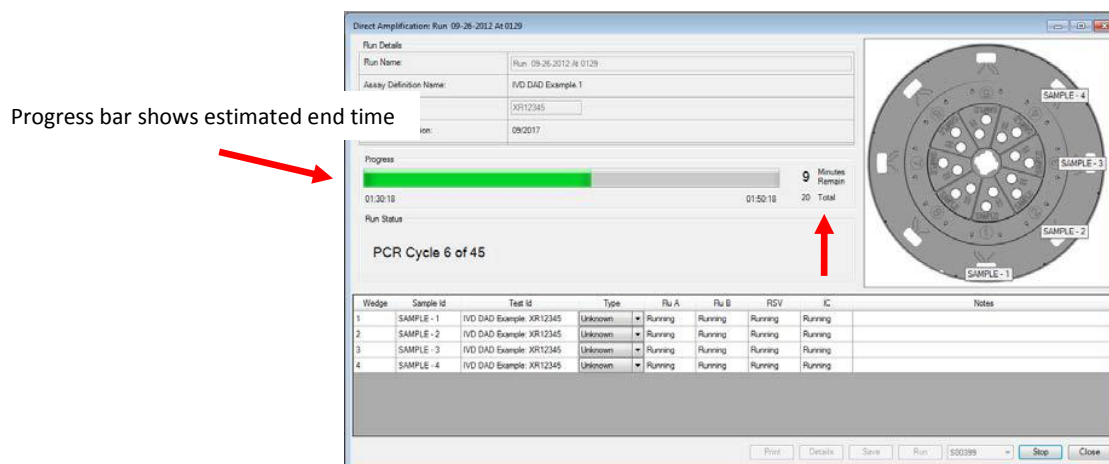 Direct Amplification: Run 09-26-2012 At 0129
Run Details
Run Name: Run 09-26-2012 At 0129
Assay Definition Name: IVD DAD Example.1
XR12345
ion: 09/2017
Progress bar shows estimated end time
Progress
9 Minutes Remain
01:30:18 01:50:18 20 Total
Run Status
PCR Cycle 6 of 45
SAMPLE - 4
SAMPLE - 3
SAMPLE - 2
SAMPLE - 1
Wedge Sample Id Test Id Type Flu A Flu B RSV IC Notes
1 SAMPLE - 1 IVD DAD Example: XR12345 Unknown Running Running Running Running
2 SAMPLE - 2 IVD DAD Example: XR12345 Unknown Running Running Running Running
3 SAMPLE - 3 IVD DAD Example: XR12345 Unknown Running Running Running Running
4 SAMPLE - 4 IVD DAD Example: XR12345 Unknown Running Running Running Running
Print Details Save Run S00399 Stop Close